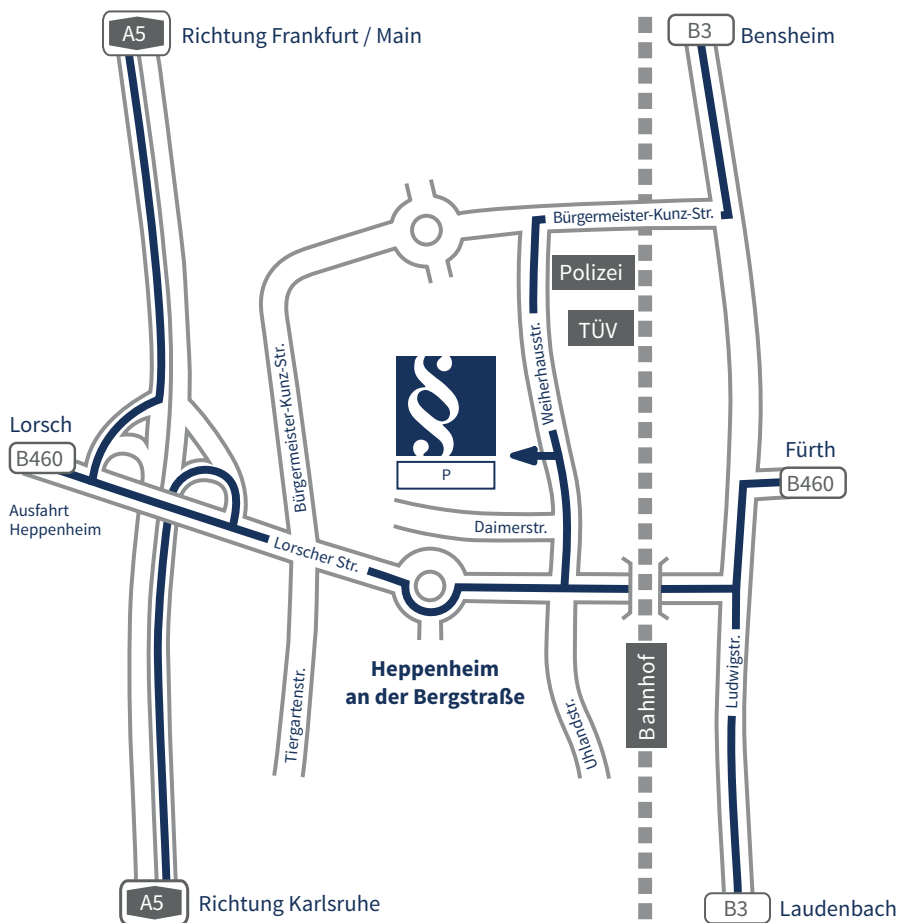 A5 Richtung Frankfurt / Main
B3 Bensheim
Bürgermeister-Kunz-Str.
Polizei
TÜV
Weiherhausstr.
Bürgermeister-Kunz-Str.
§
P
Lorsch
B460
Fürth
B460
Ausfahrt
Heppenheim
Daimerstr.
Lorscher Str.
Heppenheim
an der Bergstraße
Bahnhof
Ludwigstr.
Tiergartenstr.
Uhlandstr.
A5 Richtung Karlsruhe
B3 Laudenbach